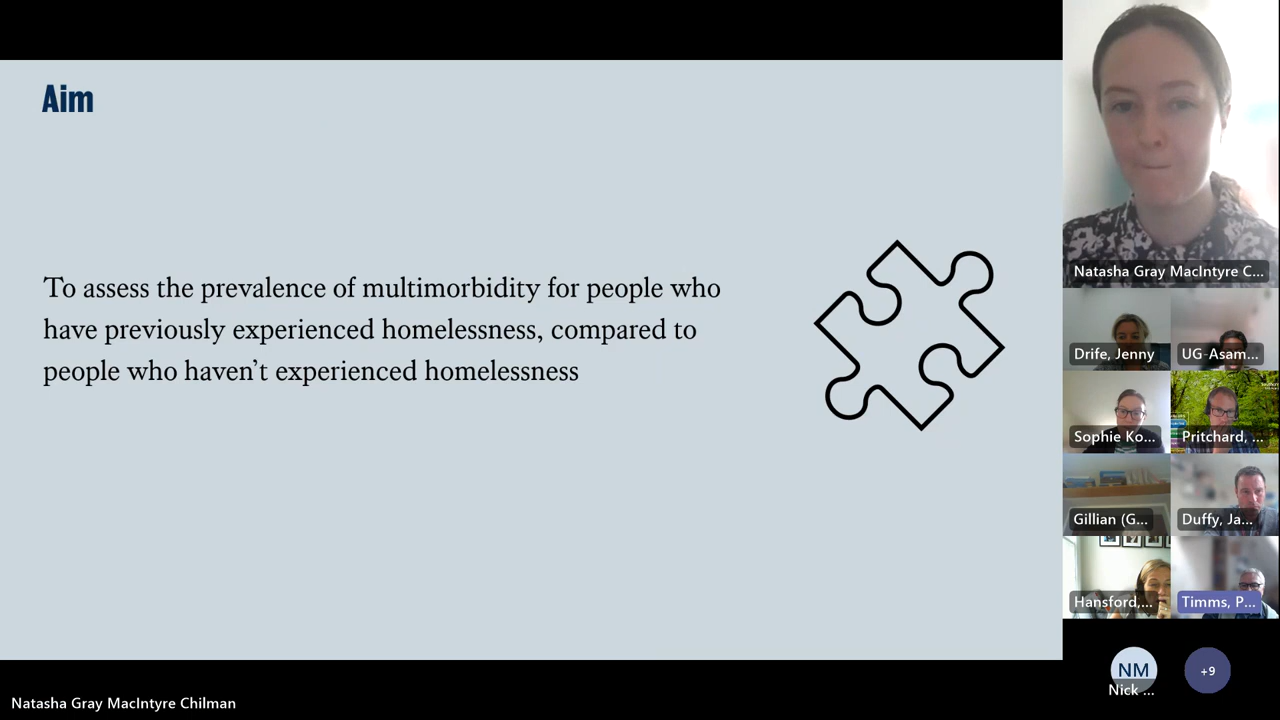 Aim
To assess the prevalence of multimorbidity for people who
have previously experienced homelessness, compared to
people who haven't experienced homelessness
Natasha Gray MacIntyre C...
Drife, Jenny
UG-Asam...
Sophie Ko...
Pritchard, ...
Gillian (G...
Duffy, Ja...
Hansford,...
Timms, P...
NM
Nick ...
+9
Natasha Gray MacIntyre Chilman